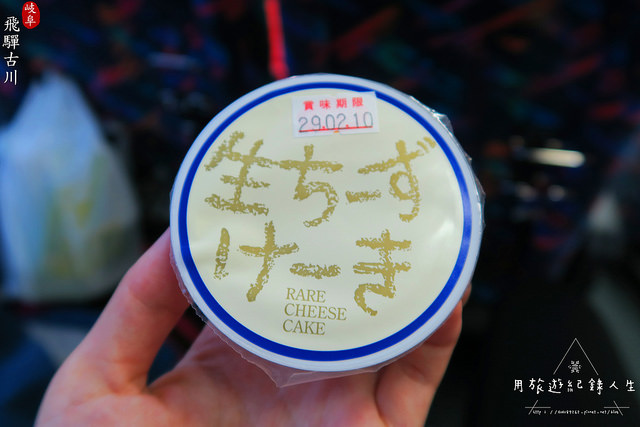 岐阜
飛驒古川
賞味期限
29.02.10
生ちーず
けーき
RARE
CHEESE
CAKE
用旅遊紀錄人生